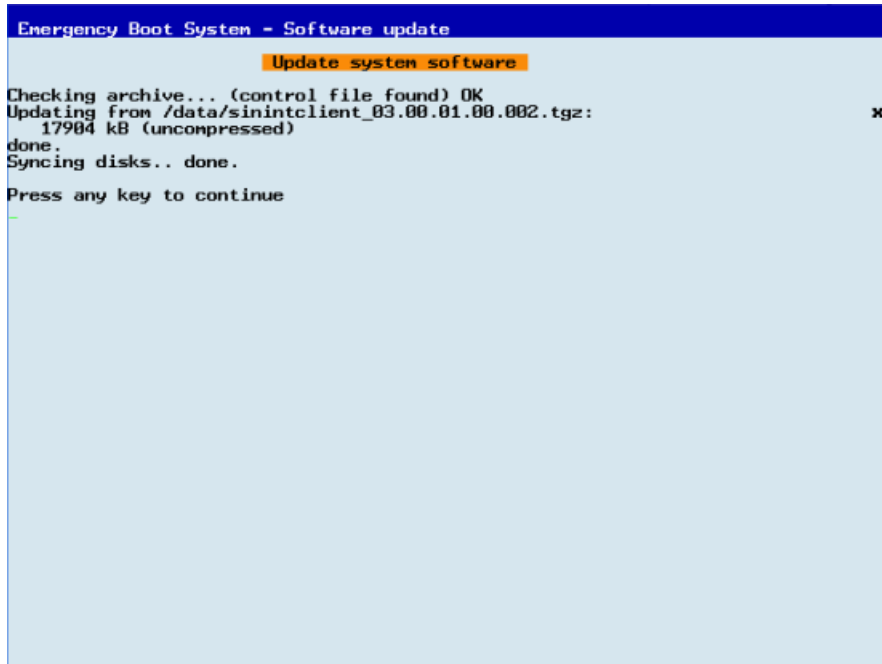 Emergency Boot System - Software update
Update system software
Checking archive... (control file found) OK
Updating from /data/sinintclient_03.00.01.00.002.tgz: x
17904 kB (uncompressed)
done.
Syncing disks.. done.
Press any key to continue
_